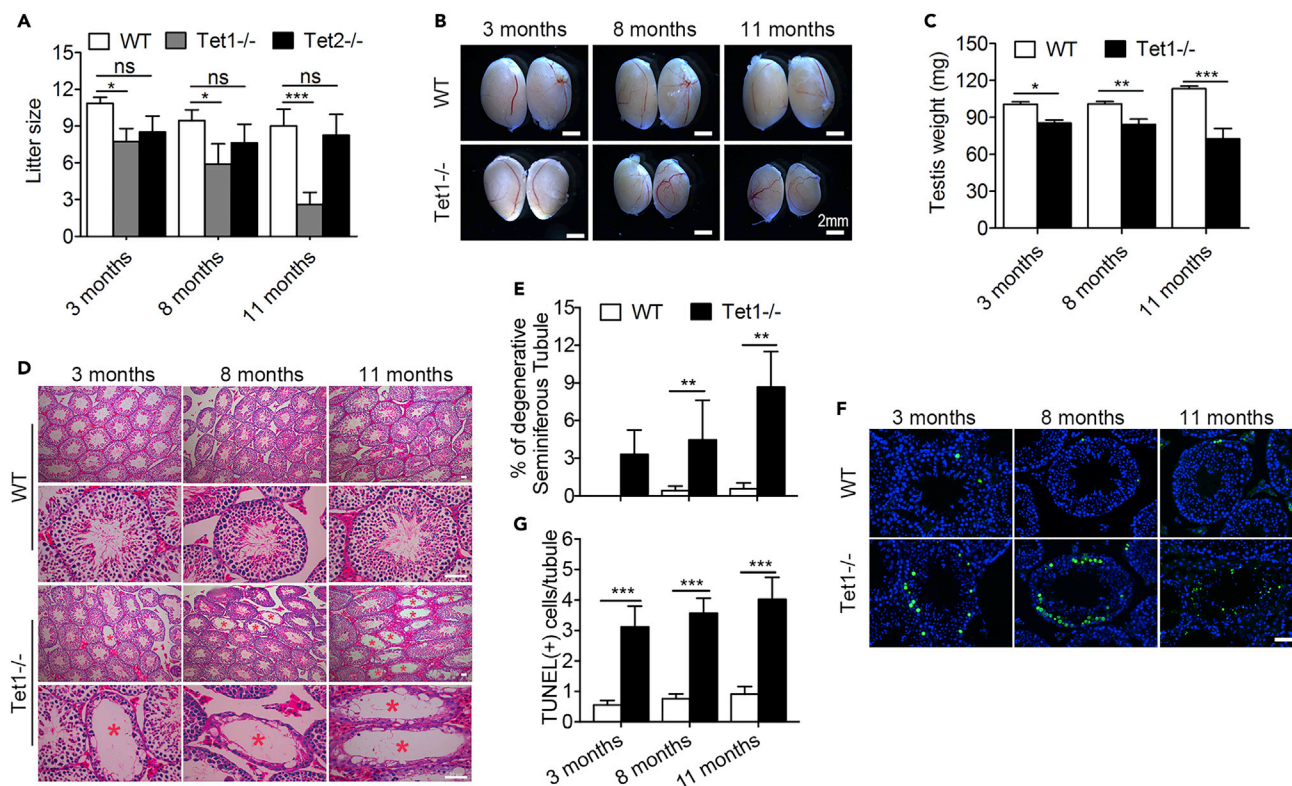 A
WT Tet1-/- Tet2-/-
Litter size
15
12
9
6
3
0
ns
*
ns
*
ns
***
3 months
8 months
11 months
B
3 months 8 months 11 months
WT
Tet1-/-
2mm
C
WT Tet1-/-
Testis weight (mg)
150
120
90
60
30
0
*
**
***
3 months
8 months
11 months
D
3 months 8 months 11 months
WT
Tet1-/-
E
WT Tet1-/-
% of degenerative
Seminiferous Tubule
15
12
9
6
3
0
**
**
G
TUNEL(+) cells/tubule
6
5
4
3
2
1
0
***
***
***
3 months
8 months
11 months
F
3 months 8 months 11 months
WT
Tet1-/-